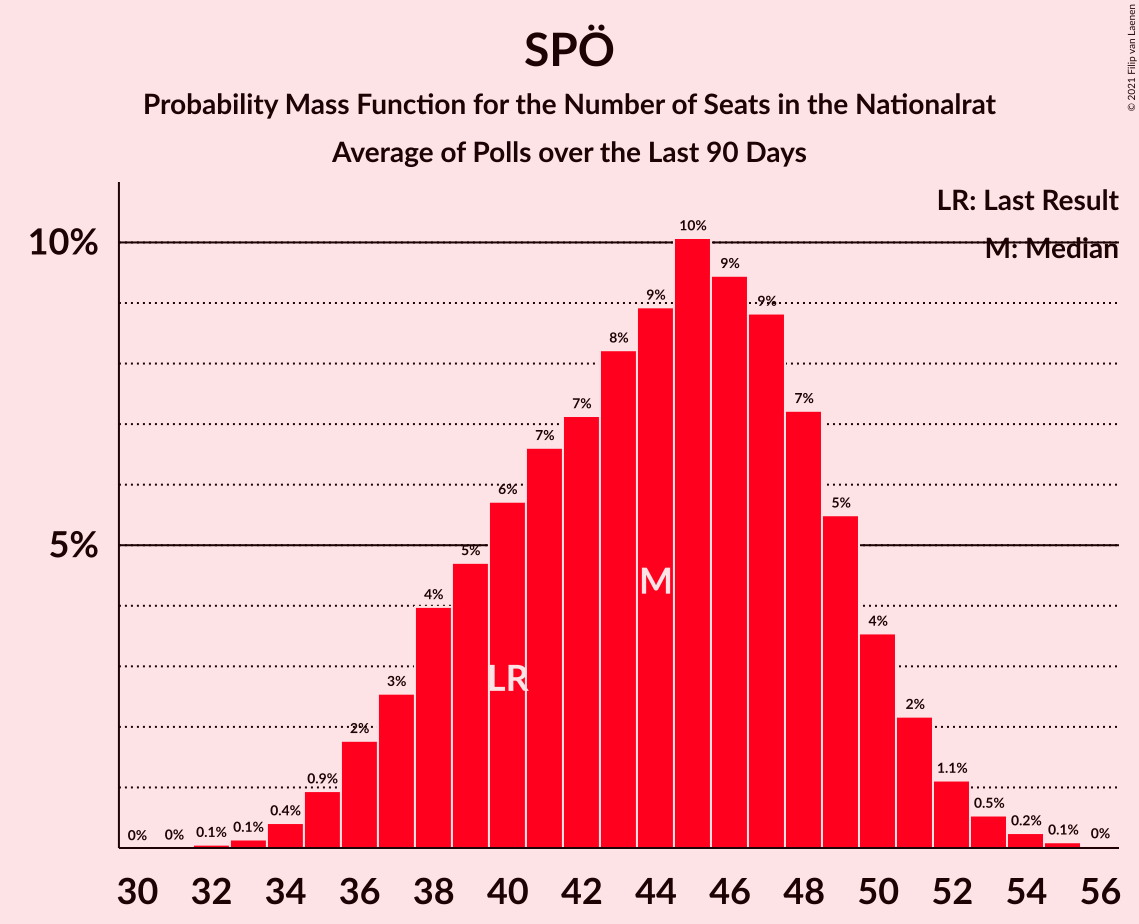 SPÖ
Probability Mass Function for the Number of Seats in the Nationalrat
Average of Polls over the Last 90 Days
© 2021 Filip van Laenen
LR: Last Result
M: Median
10%
5%
0% 0% 0.1% 0.1% 0.4% 0.9% 2% 3% 4% 5% 6% 7% 7% 8% 9% 10% 9% 9% 7% 5% 4% 2% 1.1% 0.5% 0.2% 0.1% 0%
M
LR
30 32 34 36 38 40 42 44 46 48 50 52 54 56